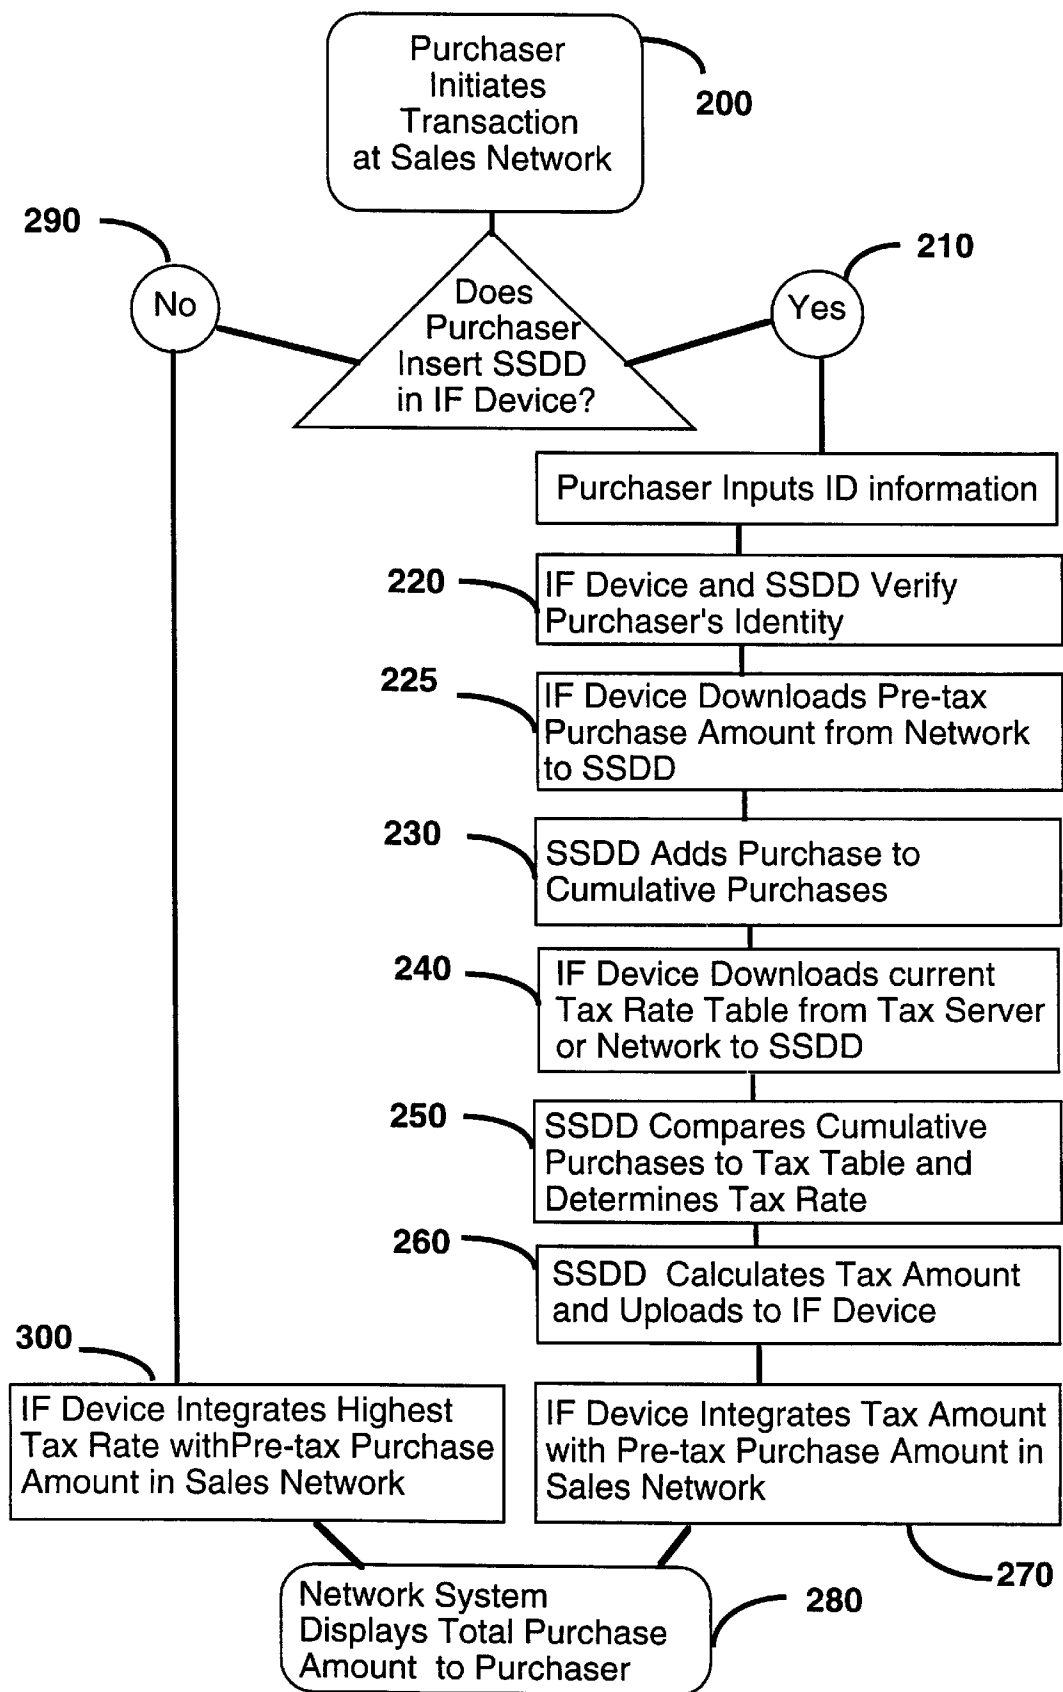 Purchaser
Initiates
Transaction
at Sales Network
200
290
210
No
Yes
Does
Purchaser
Insert SSDD
in IF Device?
Purchaser Inputs ID information
220
IF Device and SSDD Verify
Purchaser's Identity
225
IF Device Downloads Pre-tax
Purchase Amount from Network
to SSDD
230
SSDD Adds Purchase to
Cumulative Purchases
240
IF Device Downloads current
Tax Rate Table from Tax Server
or Network to SSDD
250
SSDD Compares Cumulative
Purchases to Tax Table and
Determines Tax Rate
260
SSDD Calculates Tax Amount
and Uploads to IF Device
300
IF Device Integrates Highest
Tax Rate withPre-tax Purchase
Amount in Sales Network
IF Device Integrates Tax Amount
with Pre-tax Purchase Amount in
Sales Network
270
Network System
Displays Total Purchase
Amount to Purchaser
280